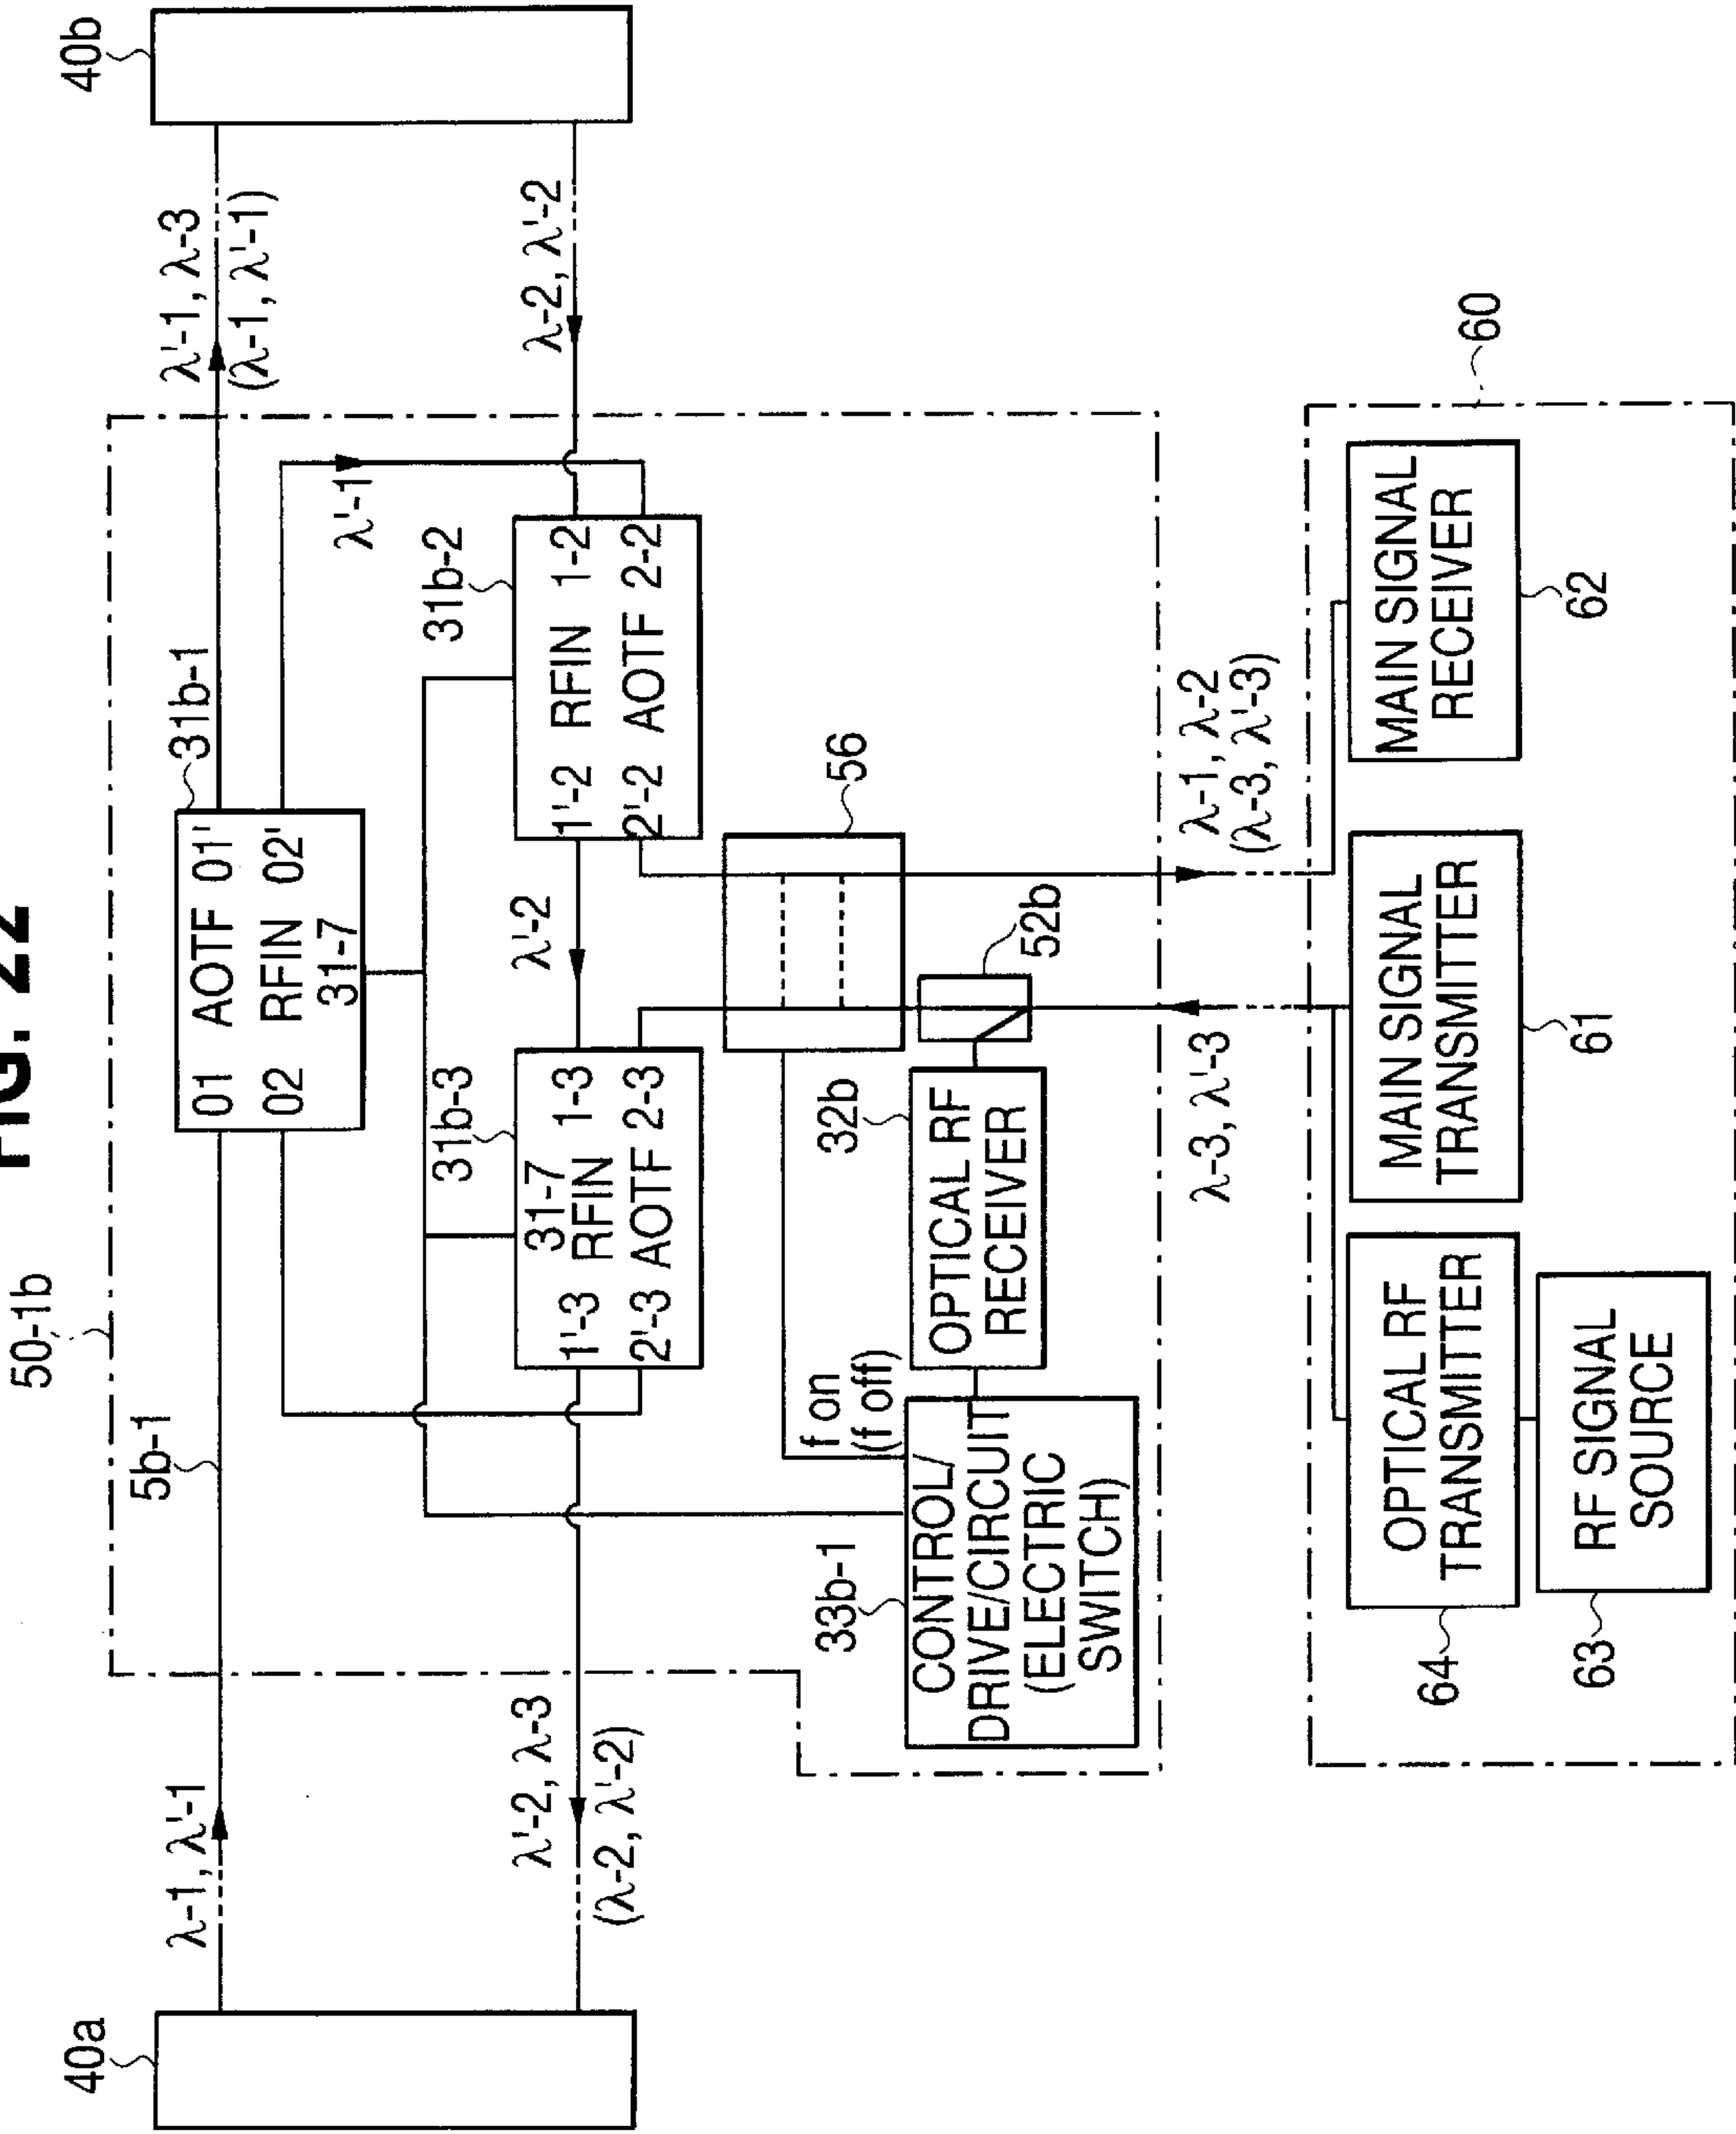 FIG. 22
50-1b
40a
40b
λ-1, λ'-1
5b-1
31b-1
01 AOTF 01'
02 RFIN 02'
31-7
λ'-1, λ-3
(λ-1, λ'-1)
λ'-1
λ-2, λ'-2
λ'-2, λ-3
(λ-2, λ'-2)
31b-3
31-7
1'-3 RFIN 1-3
2'-3 AOTF 2-3
λ'-2
31b-2
1'-2 RFIN 1-2
2'-2 AOTF 2-2
56
f on
(f off)
33b-1
CONTROL/
DRIVE/CIRCUIT
(ELECTRIC
SWITCH)
32b
OPTICAL RF
RECEIVER
52b
λ-3, λ'-3
λ-1, λ-2
(λ-3, λ'-3)
60
64
OPTICAL RF
TRANSMITTER
63
RF SIGNAL
SOURCE
MAIN SIGNAL
TRANSMITTER
61
MAIN SIGNAL
RECEIVER
62